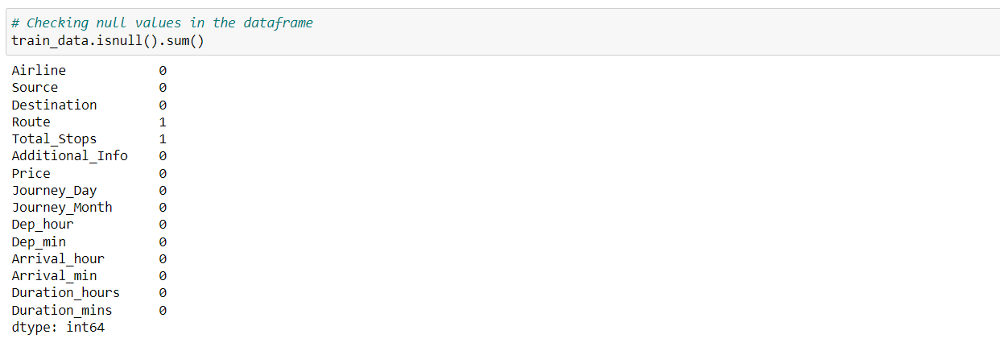 # Checking null values in the dataframe
train_data.isnull().sum()
Airline 0
Source 0
Destination 0
Route 1
Total_Stops 1
Additional_Info 0
Price 0
Journey_Day 0
Journey_Month 0
Dep_hour 0
Dep_min 0
Arrival_hour 0
Arrival_min 0
Duration_hours 0
Duration_mins 0
dtype: int64